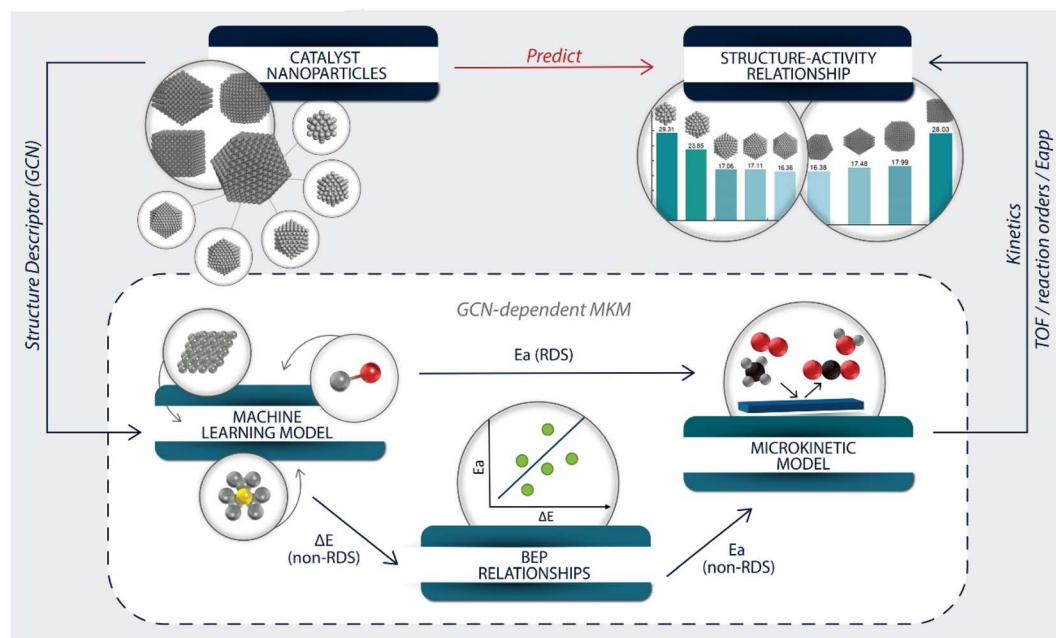 CATALYST
NANOPARTICLES
Predict
STRUCTURE-ACTIVITY
RELATIONSHIP
29.31
23.85
17.06
17.11
16.36
16.38
17.48
17.99
28.03
Structure Descriptor (GCN)
Kinetics
TOF / reaction orders / Eapp
GCN-dependent MKM
Ea (RDS)
MACHINE
LEARNING MODEL
MICROKINETIC
MODEL
Ea
ΔE
ΔE
(non-RDS)
BEP
RELATIONSHIPS
Ea
(non-RDS)